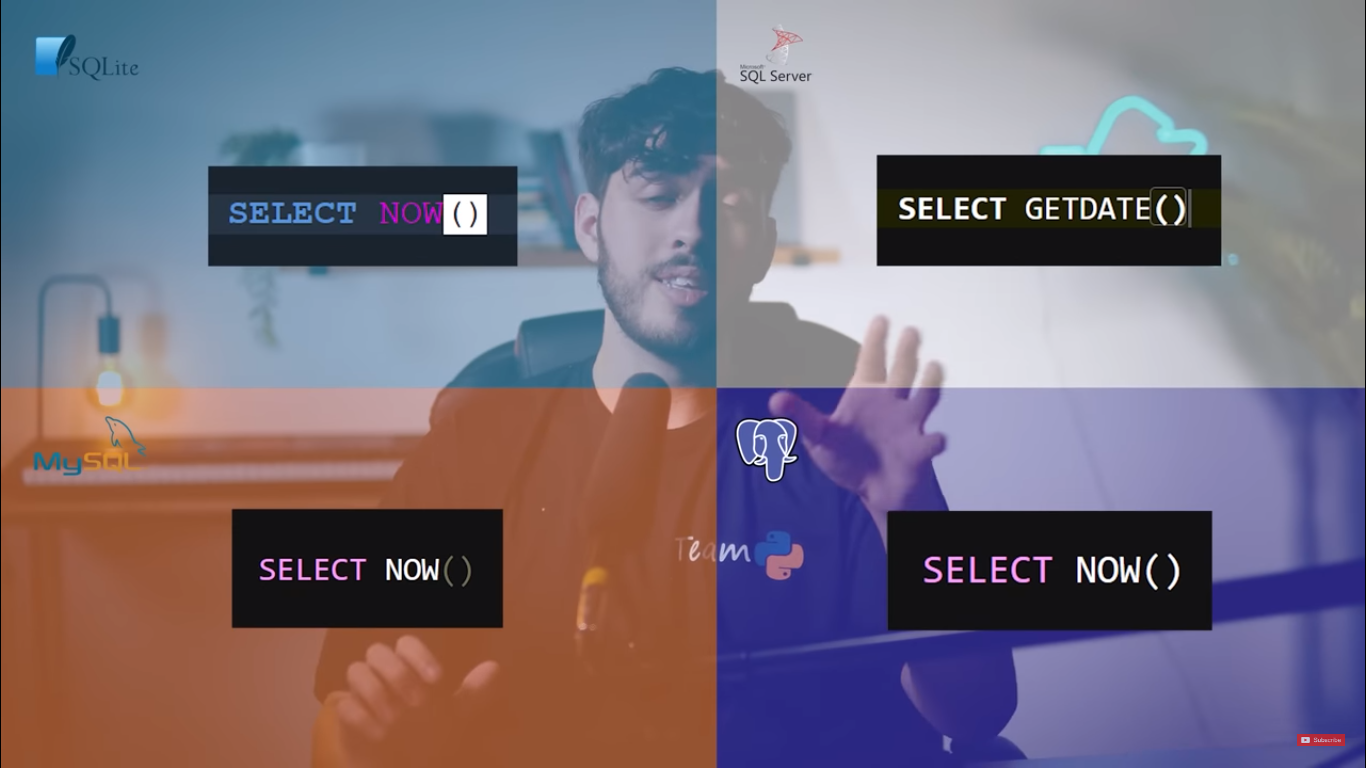 SQLite
Microsoft
SQL Server
SELECT NOW()
SELECT GETDATE()
MySQL
Team
SELECT NOW()
SELECT NOW()
Subscribe